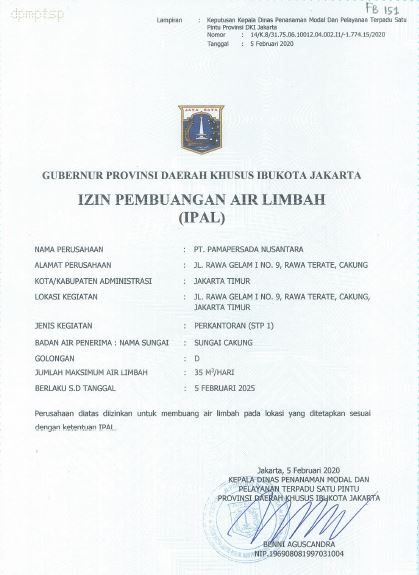 dpmptsp
FB 151
Lampiran : Keputusan Kepala Dinas Penanaman Modal Dan Pelayanan Terpadu Satu
Pintu Provinsi DKI Jakarta
Nomor : 14/K.8/31.75.06.10012.04.002.I1/-1.774.15/2020
Tanggal : 5 Februari 2020
JAYA RAYA
GUBERNUR PROVINSI DAERAH KHUSUS IBUKOTA JAKARTA
IZIN PEMBUANGAN AIR LIMBAH
(IPAL)
NAMA PERUSAHAAN : PT. PAMAPERSADA NUSANTARA
ALAMAT PERUSAHAAN : JL. RAWA GELAM I NO. 9, RAWA TERATE, CAKUNG
KOTA/KABUPATEN ADMINISTRASI : JAKARTA TIMUR
LOKASI KEGIATAN : JL. RAWA GELAM I NO. 9, RAWA TERATE, CAKUNG,
JAKARTA TIMUR
JENIS KEGIATAN : PERKANTORAN (STP 1)
BADAN AIR PENERIMA : NAMA SUNGAI : SUNGAI CAKUNG
GOLONGAN : D
JUMLAH MAKSIMUM AIR LIMBAH : 35 M³/HARI
BERLAKU S.D TANGGAL : 5 FEBRUARI 2025
Perusahaan diatas diizinkan untuk membuang air limbah pada lokasi yang ditetapkan sesuai
dengan ketentuan IPAL.
Jakarta, 5 Februari 2020
KEPALA DINAS PENANAMAN MODAL DAN
PELAYANAN TERPADU SATU PINTU
PROVINSI DAERAH KHUSUS IBUKOTA JAKARTA
BENNI AGUSCANDRA
NIP.196908081997031004